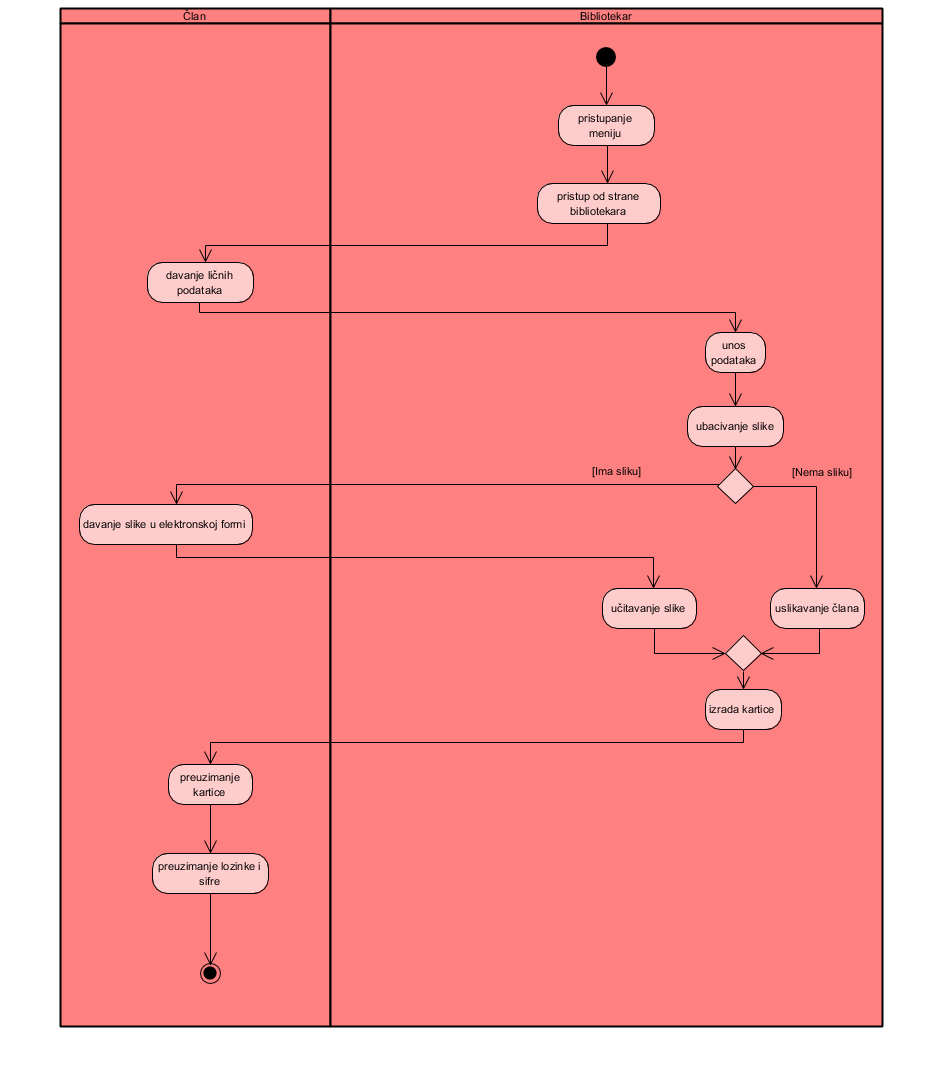 Član
Bibliotekar
pristupanje
meniju
pristup od strane
bibliotekara
davanje ličnih
podataka
unos
podataka
ubacivanje slike
[Ima sliku]
[Nema sliku]
davanje slike u elektronskoj formi
učitavanje slike
uslikavanje člana
izrada kartice
preuzimanje
kartice
preuzimanje lozinke i
sifre